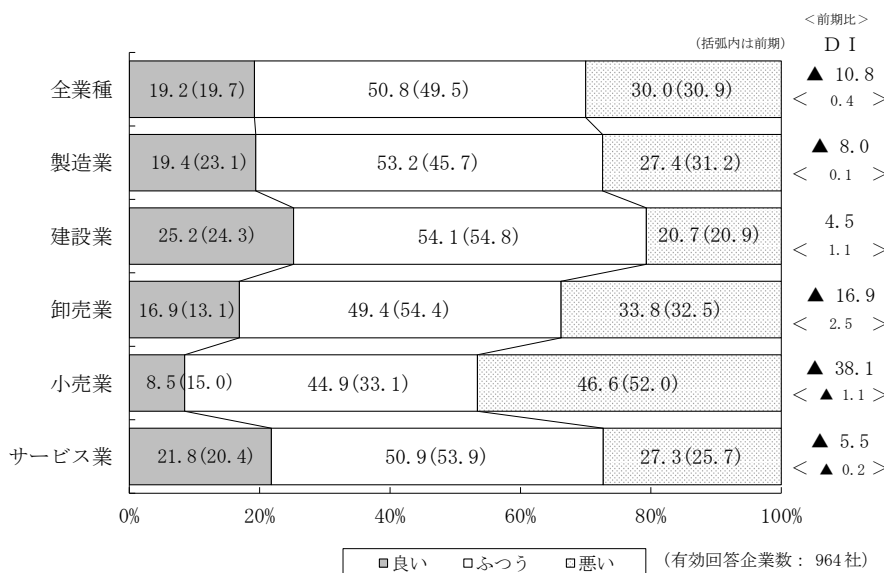 ＜前期比＞
(括弧内は前期) ＤＩ
全業種 19.2(19.7) 50.8(49.5) 30.0(30.9) ▲ 10.8
＜ 0.4 ＞
製造業 19.4(23.1) 53.2(45.7) 27.4(31.2) ▲ 8.0
＜ 0.1 ＞
建設業 25.2(24.3) 54.1(54.8) 20.7(20.9) 4.5
＜ 1.1 ＞
卸売業 16.9(13.1) 49.4(54.4) 33.8(32.5) ▲ 16.9
＜ 2.5 ＞
小売業 8.5(15.0) 44.9(33.1) 46.6(52.0) ▲ 38.1
＜ ▲ 1.1 ＞
サービス業 21.8(20.4) 50.9(53.9) 27.3(25.7) ▲ 5.5
＜ ▲ 0.2 ＞
0% 20% 40% 60% 80% 100%
良い ふつう 悪い (有効回答企業数： 964社)